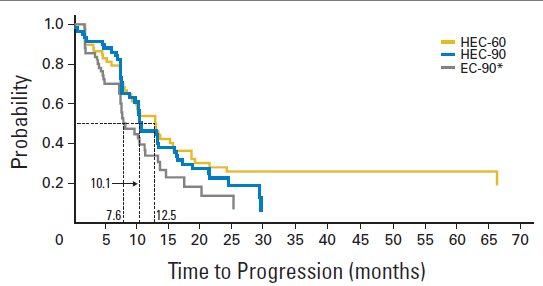 1.0
HEC-60
HEC-90
EC-90*
0.8
0.6
0.4
0.2
10.1
7.6 12.5
0 5 10 15 20 25 30 35 40 45 50 55 60 65 70
Probability
Time to Progression (months)